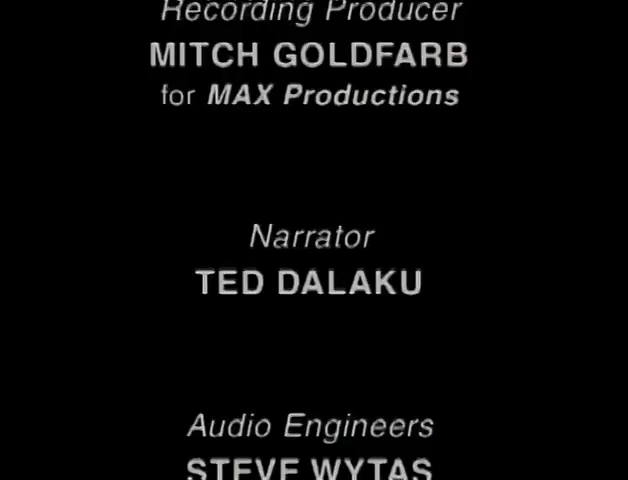 Recording Producer
MITCH GOLDFARB
for MAX Productions
Narrator
TED DALAKU
Audio Engineers
STEVE WYTAS